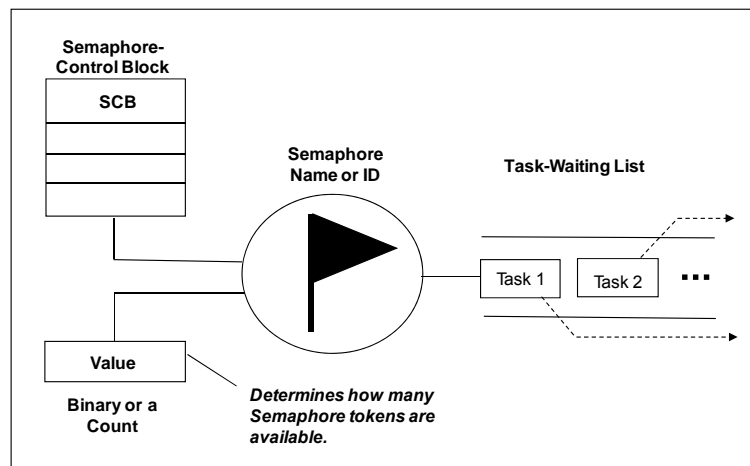 Semaphore-
Control Block
SCB
Semaphore
Name or ID
Task-Waiting List
Task 1
Task 2
...
Value
Binary or a
Count
Determines how many
Semaphore tokens are
available.